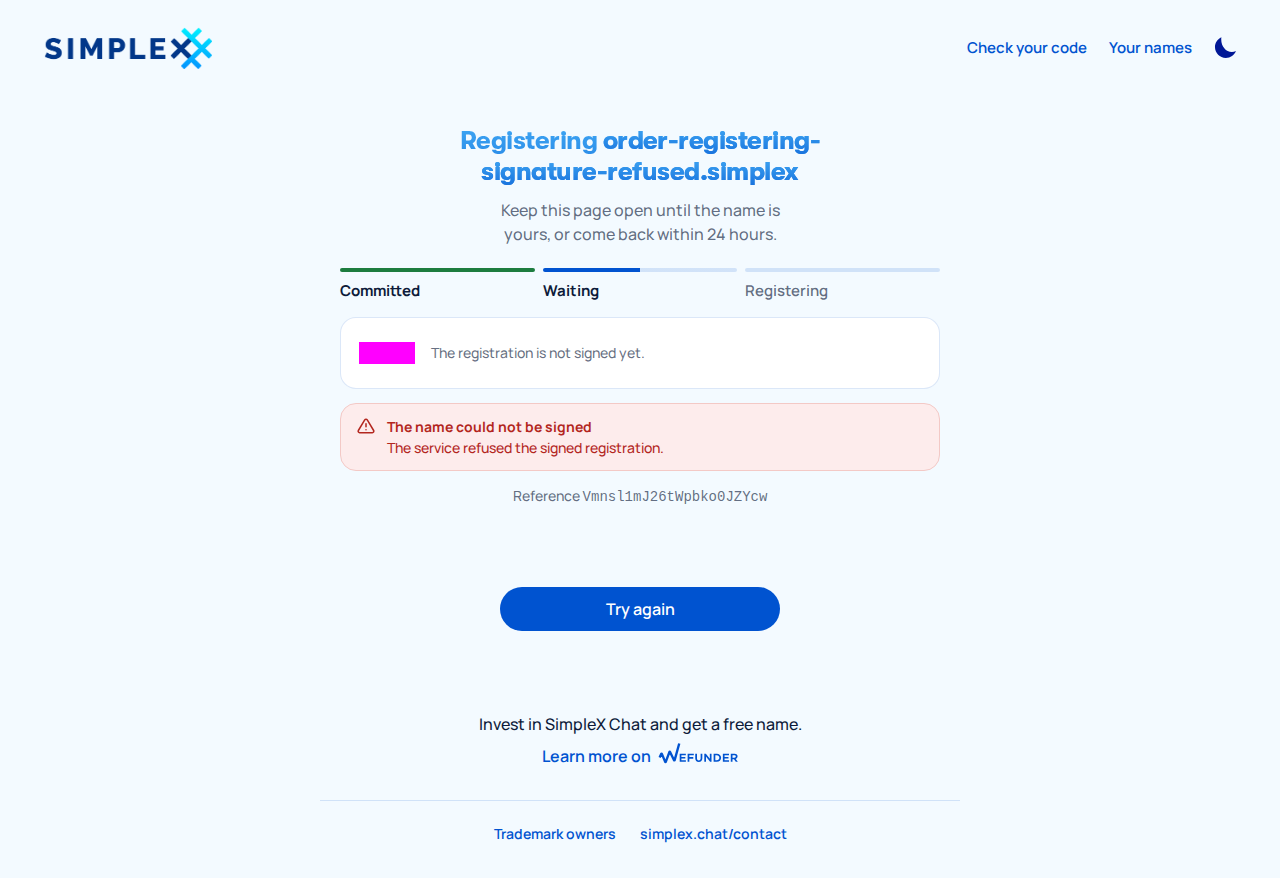 SIMPLEX
Check your code
Your names
Registering order-registering-
signature-refused.simplex
Keep this page open until the name is
yours, or come back within 24 hours.
Committed
Waiting
Registering
The registration is not signed yet.
The name could not be signed
The service refused the signed registration.
Reference Vmnsl1mJ26tWpbko0JZYcw
Try again
Invest in SimpleX Chat and get a free name.
Learn more on WEFUNDER
Trademark owners
simplex.chat/contact